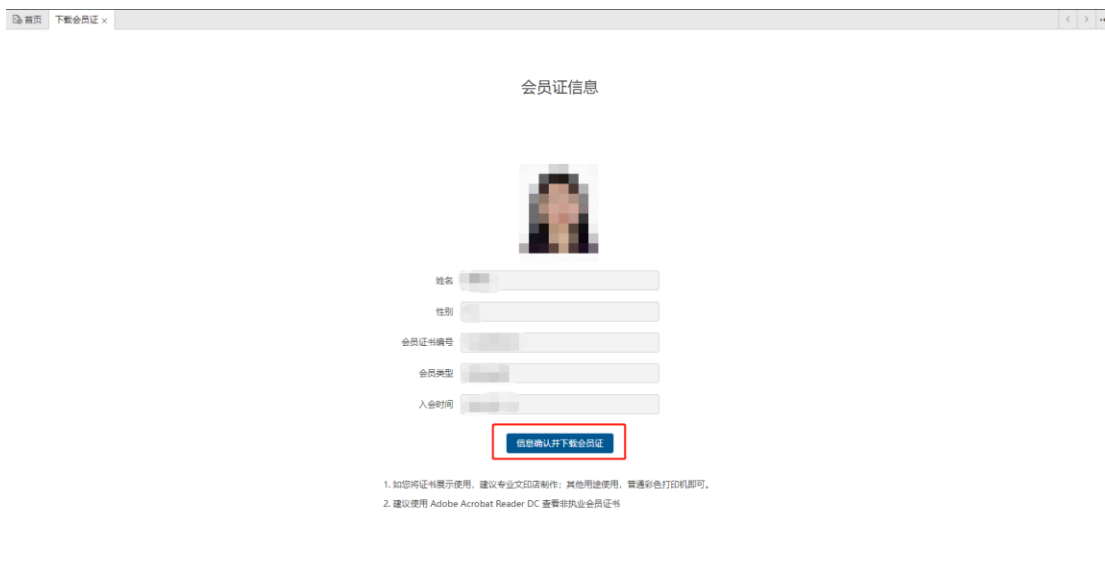 首页 下载会员证 ×
会员证信息
姓名
性别
会员证书编号
会员类型
入会时间
信息确认并下载会员证
1. 如您将证书展示使用，建议专业文印店制作；其他用途使用，普通彩色打印机即可。
2. 建议使用 Adobe Acrobat Reader DC 查看非执业会员证书